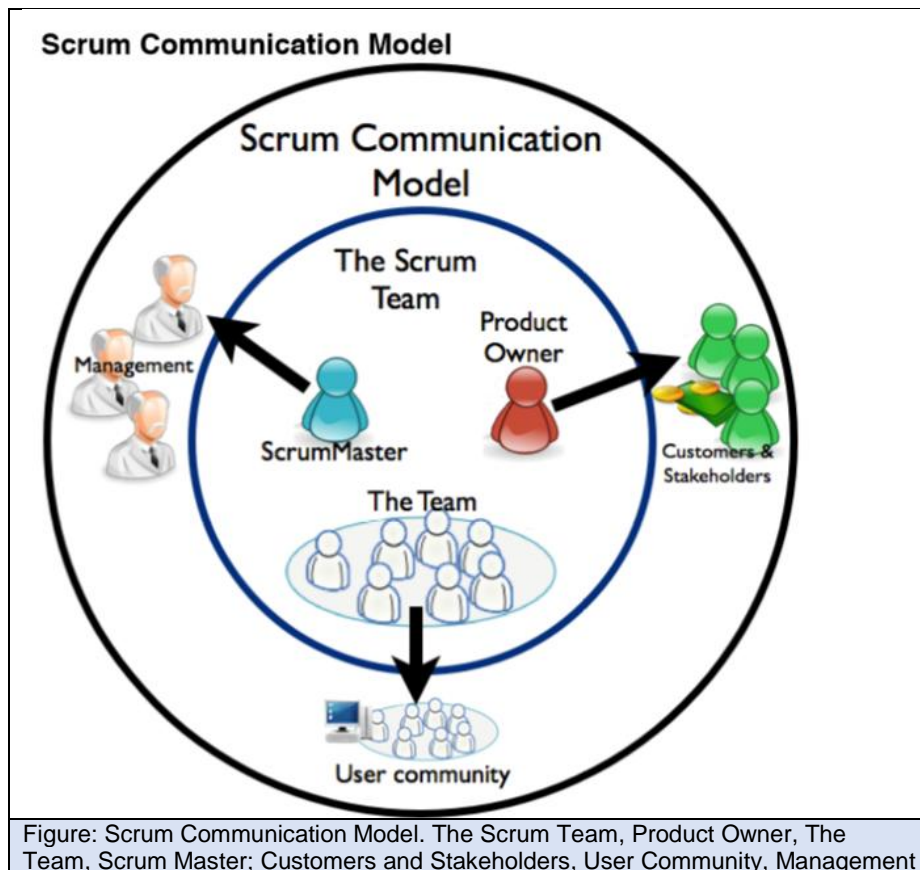 Scrum Communication Model
Scrum Communication
Model
The Scrum
Team
Product
Owner
Management
ScrumMaster
Customers &
Stakeholders
The Team
User community
Figure: Scrum Communication Model. The Scrum Team, Product Owner, The
Team, Scrum Master; Customers and Stakeholders, User Community, Management